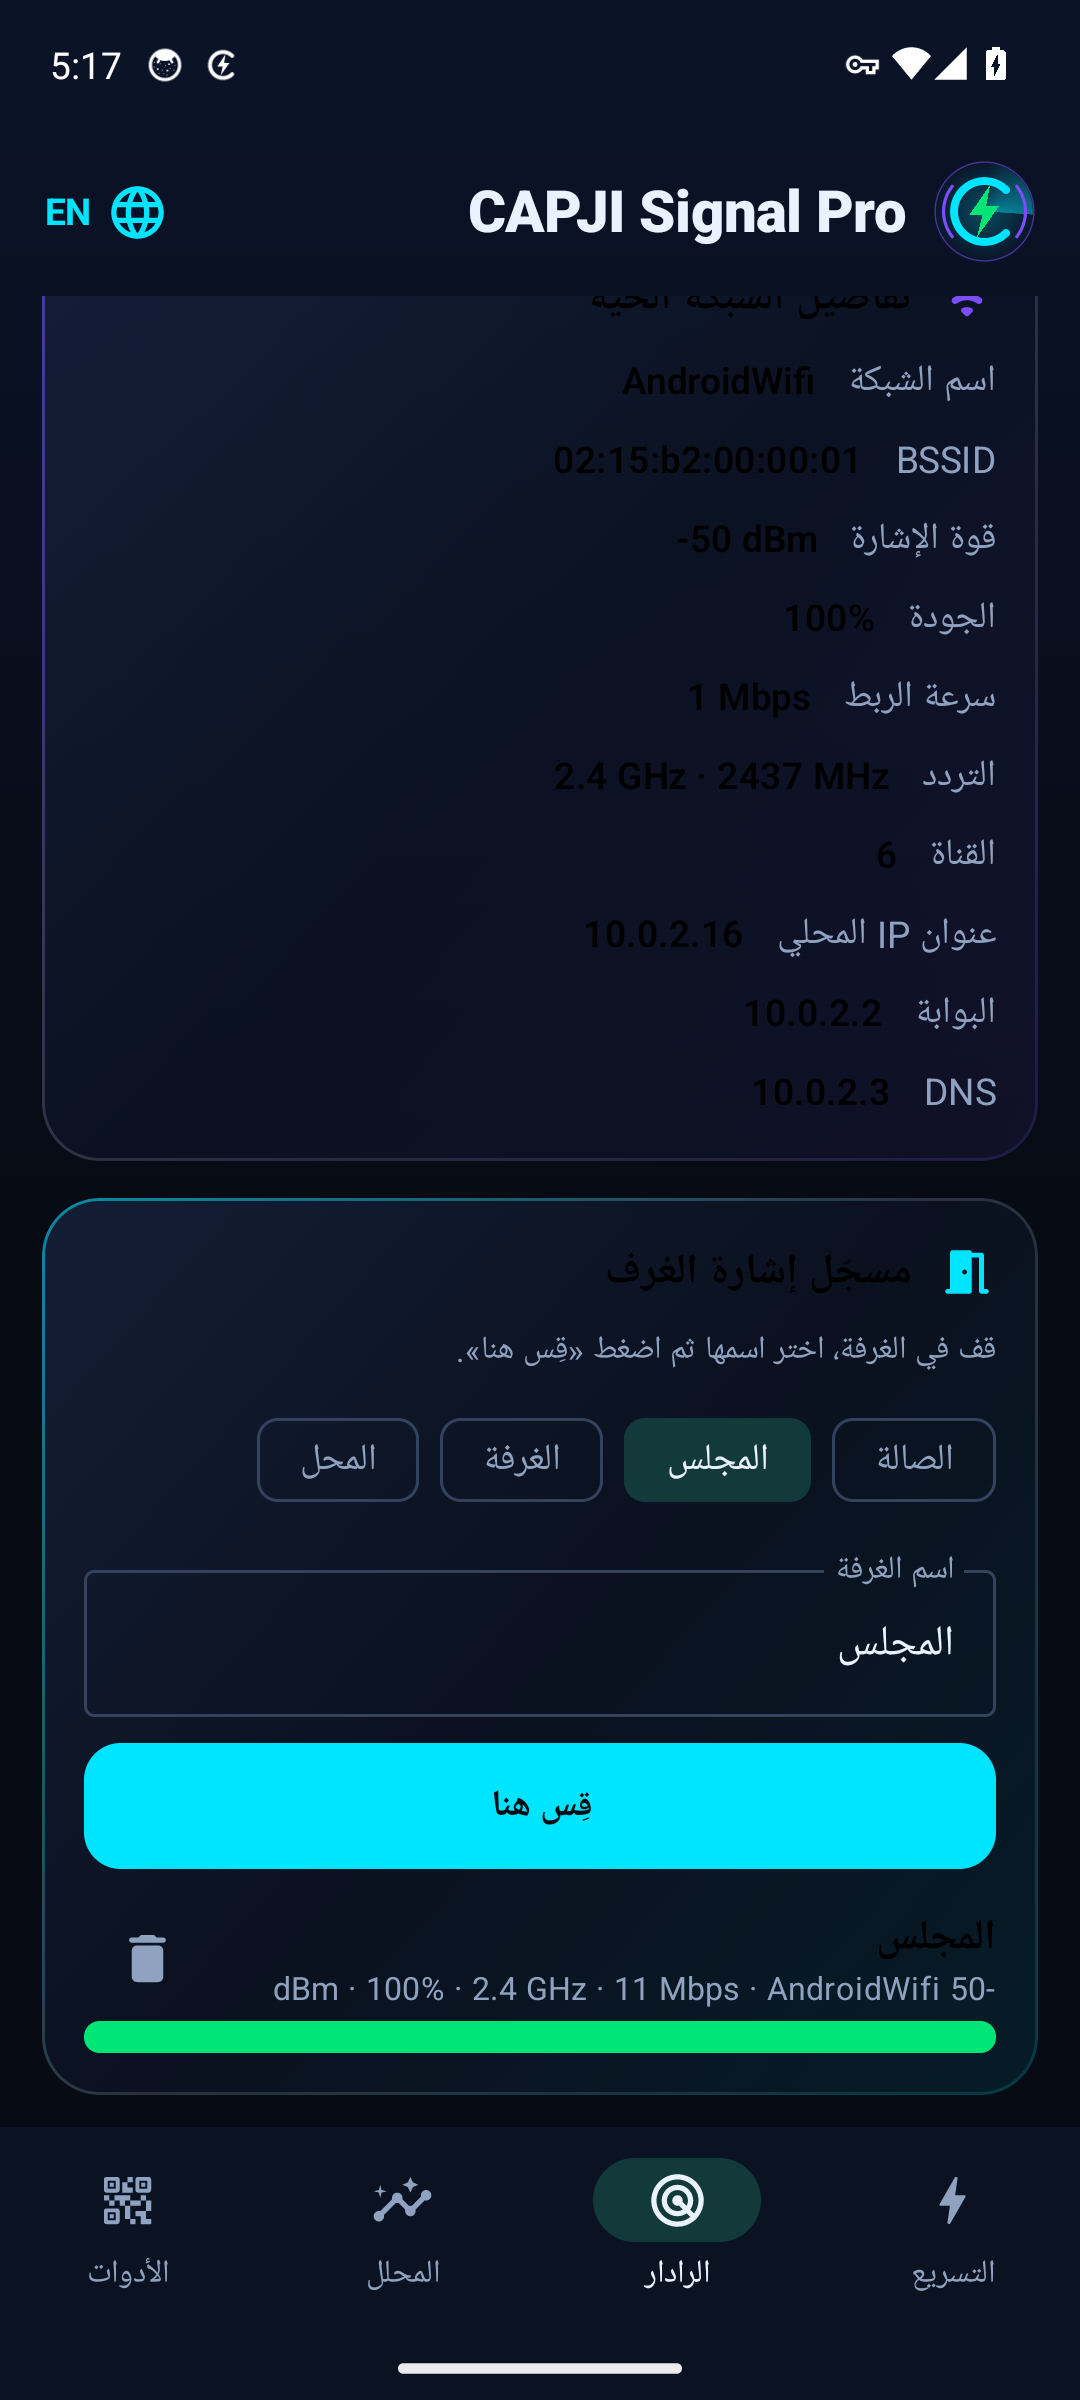 5:17
CAPJI Signal Pro
EN
تفاصيل الشبكة الحية
اسم الشبكة AndroidWifi
BSSID 02:15:b2:00:00:01
قوة الإشارة -50 dBm
الجودة 100%
سرعة الربط 1 Mbps
التردد 2.4 GHz · 2437 MHz
القناة 6
عنوان IP المحلي 10.0.2.16
البوابة 10.0.2.2
DNS 10.0.2.3
مسجّل إشارة الغرف
قف في الغرفة، اختر اسمها ثم اضغط «قِس هنا».
الصالة المجلس الغرفة المحل
اسم الغرفة
المجلس
قِس هنا
المجلس
-50 dBm · 100% · 2.4 GHz · 11 Mbps · AndroidWifi
التسريع الرادار المحلل الأدوات